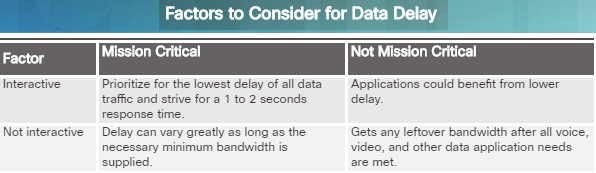 Factors to Consider for Data Delay
Factor
Mission Critical
Not Mission Critical
Interactive
Prioritize for the lowest delay of all data
traffic and strive for a 1 to 2 seconds
response time.
Applications could benefit from lower
delay.
Not interactive
Delay can vary greatly as long as the
necessary minimum bandwidth is
supplied.
Gets any leftover bandwidth after all voice,
video, and other data application needs
are met.